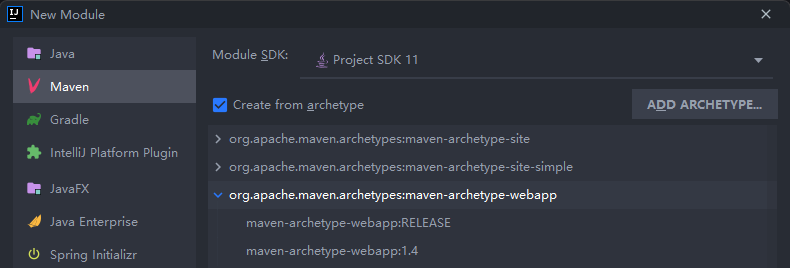 New Module
Java
Maven
Gradle
IntelliJ Platform Plugin
JavaFX
Java Enterprise
Spring Initializr
Module SDK:
Project SDK 11
Create from archetype
ADD ARCHETYPE...
org.apache.maven.archetypes:maven-archetype-site
org.apache.maven.archetypes:maven-archetype-site-simple
org.apache.maven.archetypes:maven-archetype-webapp
maven-archetype-webapp:RELEASE
maven-archetype-webapp:1.4